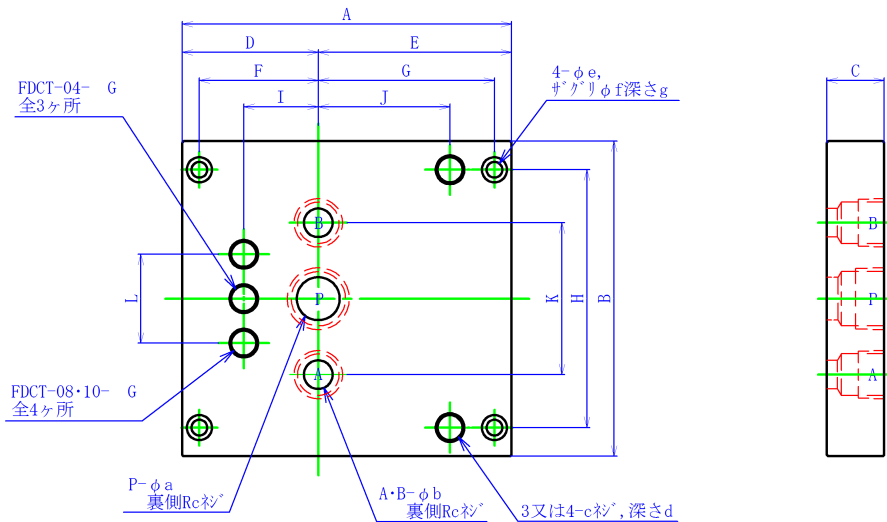 A
D
E
F
G
I
J
C
FDCT-04-　G
全3ヶ所
4-φe,
ザグリφf深さg
B
P
A
L
K
H
B
B
P
A
FDCT-08・10-　G
全4ヶ所
P-φa
裏側Rcネジ
A・B-φb
裏側Rcネジ
3又は4-cネジ,深さd